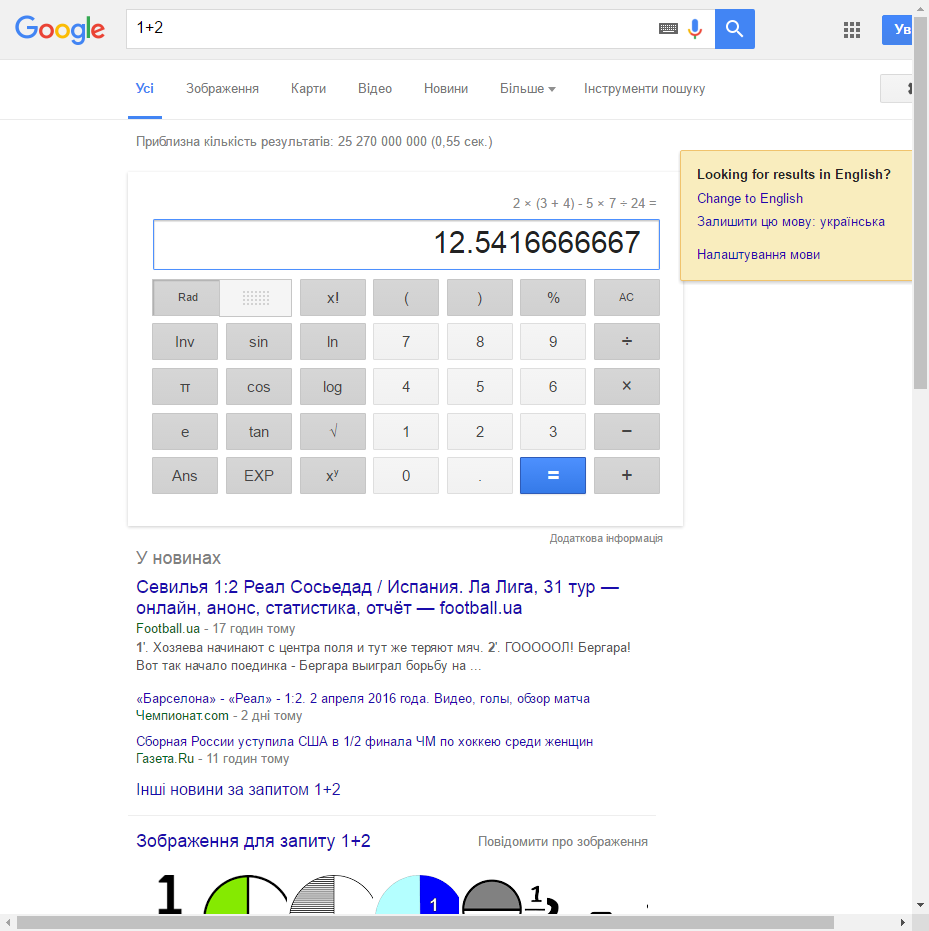 Google
1+2
Ув
Усі Зображення Карти Відео Новини Більше Інструменти пошуку
Приблизна кількість результатів: 25 270 000 000 (0,55 сек.)
Looking for results in English?
Change to English
Залишити цю мову: українська
Налаштування мови
2 × (3 + 4) - 5 × 7 ÷ 24 =
12.5416666667
Rad x! ( ) % AC
Inv sin ln 7 8 9 ÷
π cos log 4 5 6 ×
e tan √ 1 2 3 −
Ans EXP xʸ 0 . = +
Додаткова інформація
У новинах
Севилья 1:2 Реал Сосьедад / Испания. Ла Лига, 31 тур —
онлайн, анонс, статистика, отчёт — football.ua
Football.ua - 17 годин тому
1'. Хозяева начинают с центра поля и тут же теряют мяч. 2'. ГОООООЛ! Бергара!
Вот так начало поединка - Бергара выиграл борьбу на ...
«Барселона» - «Реал» - 1:2. 2 апреля 2016 года. Видео, голы, обзор матча
Чемпионат.com - 2 дні тому
Сборная России уступила США в 1/2 финала ЧМ по хоккею среди женщин
Газета.Ru - 11 годин тому
Інші новини за запитом 1+2
Зображення для запиту 1+2 Повідомити про зображення
1 1 1